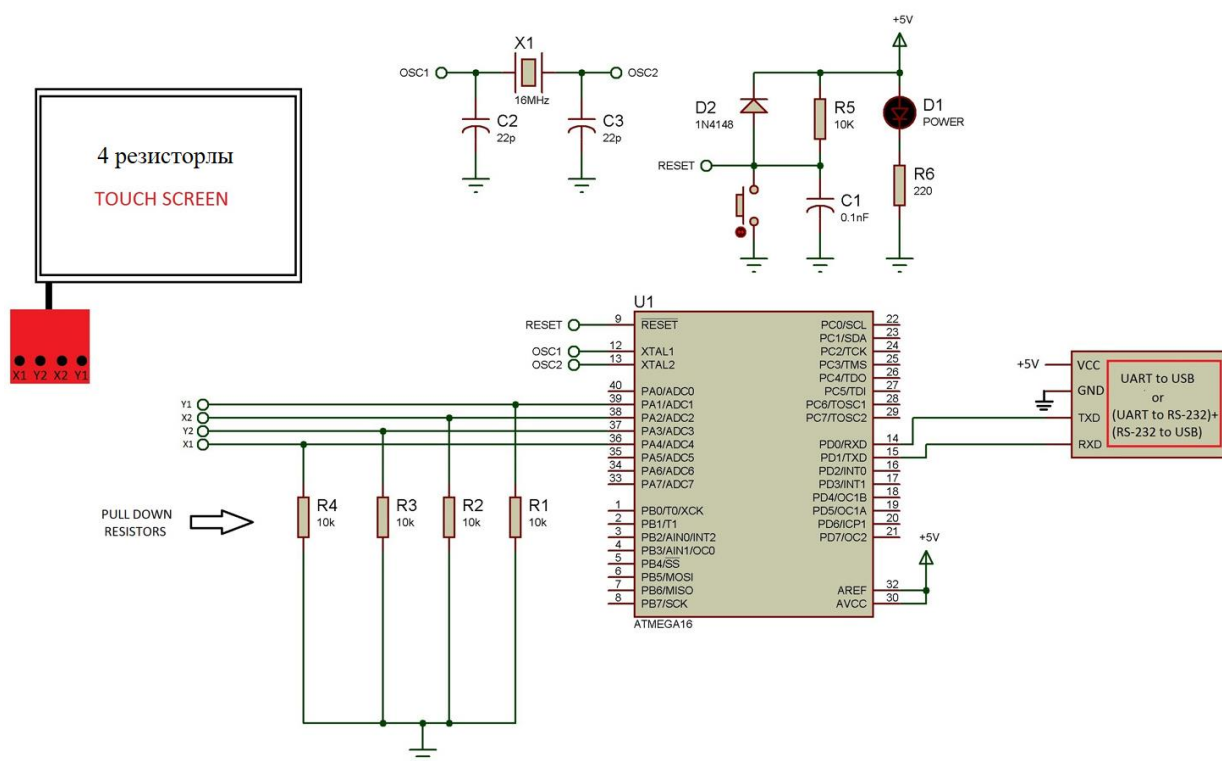 4 резисторлы
TOUCH SCREEN
X1 Y2 X2 Y1
X1
OSC1
OSC2
16MHz
C2
22p
C3
22p
+5V
D2
1N4148
R5
10K
D1
POWER
RESET
C1
0.1nF
R6
220
U1
RESET
9
RESET
OSC1
12
XTAL1
OSC2
13
XTAL2
40
PA0/ADC0
Y1
39
PA1/ADC1
X2
38
PA2/ADC2
Y2
37
PA3/ADC3
X1
36
PA4/ADC4
35
PA5/ADC5
34
PA6/ADC6
33
PA7/ADC7
1
PB0/T0/XCK
2
PB1/T1
3
PB2/AIN0/INT2
4
PB3/AIN1/OC0
5
PB4/SS
6
PB5/MOSI
7
PB6/MISO
8
PB7/SCK
PC0/SCL
22
PC1/SDA
23
PC2/TCK
24
PC3/TMS
25
PC4/TDO
26
PC5/TDI
27
PC6/TOSC1
28
PC7/TOSC2
29
PD0/RXD
14
PD1/TXD
15
PD2/INT0
16
PD3/INT1
17
PD4/OC1B
18
PD5/OC1A
19
PD6/ICP1
20
PD7/OC2
21
AREF
32
AVCC
30
+5V
ATMEGA16
+5V
VCC
GND
TXD
RXD
UART to USB
or
(UART to RS-232)+
(RS-232 to USB)
PULL DOWN
RESISTORS
R4
10k
R3
10k
R2
10k
R1
10k